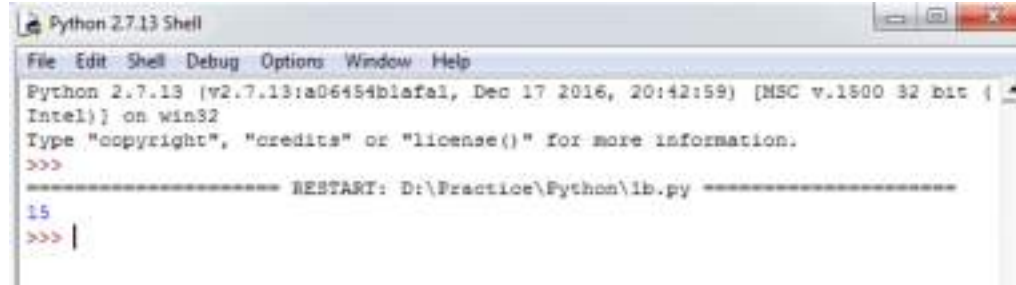 Python 2.7.13 Shell
File Edit Shell Debug Options Window Help
Python 2.7.13 (v2.7.13:a06454b1afa1, Dec 17 2016, 20:42:59) [MSC v.1500 32 bit (
Intel)] on win32
Type "copyright", "credits" or "license()" for more information.
>>>
===================== RESTART: D:\Practice\Python\1b.py =====================
15
>>>